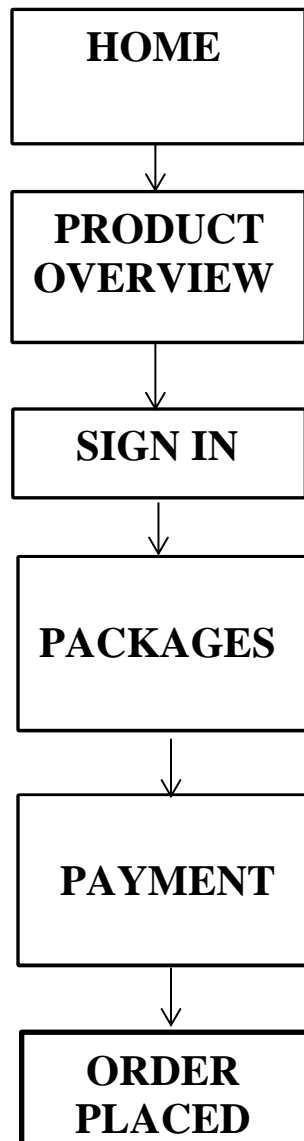 HOME
PRODUCT
OVERVIEW
SIGN IN
PACKAGES
PAYMENT
ORDER
PLACED